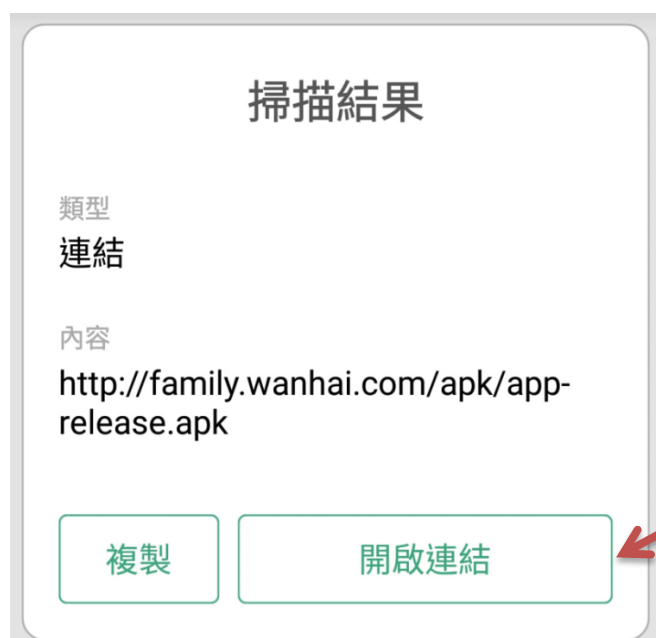 掃描結果
類型
連結
內容
http://family.wanhai.com/apk/app-
release.apk
複製
開啟連結